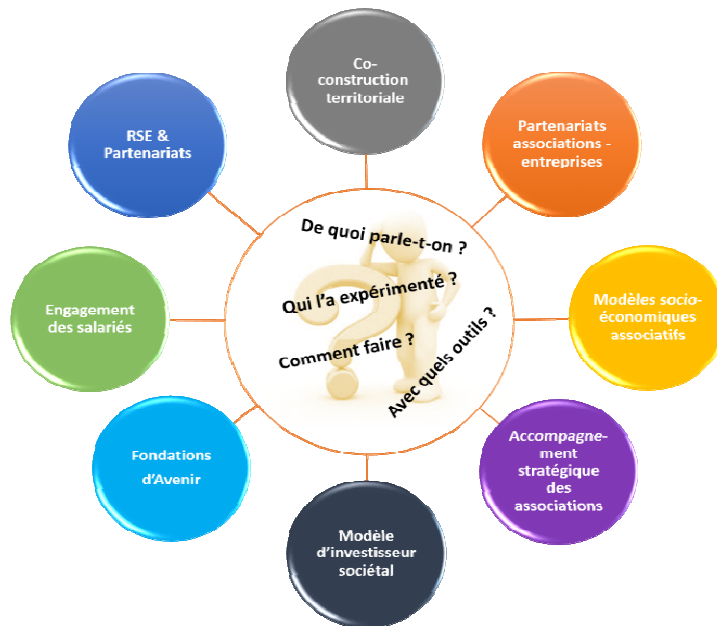 Co-
construction
territoriale
Partenariats
associations -
entreprises
Modèles socio-
économiques
associatifs
Accompagne-
ment
stratégique
des
associations
Modèle
d'investisseur
sociétal
Fondations
d'Avenir
Engagement
des salariés
RSE &
Partenariats
De quoi parle-t-on ?
Qui l'a expérimenté ?
Comment faire ?
Avec quels outils ?